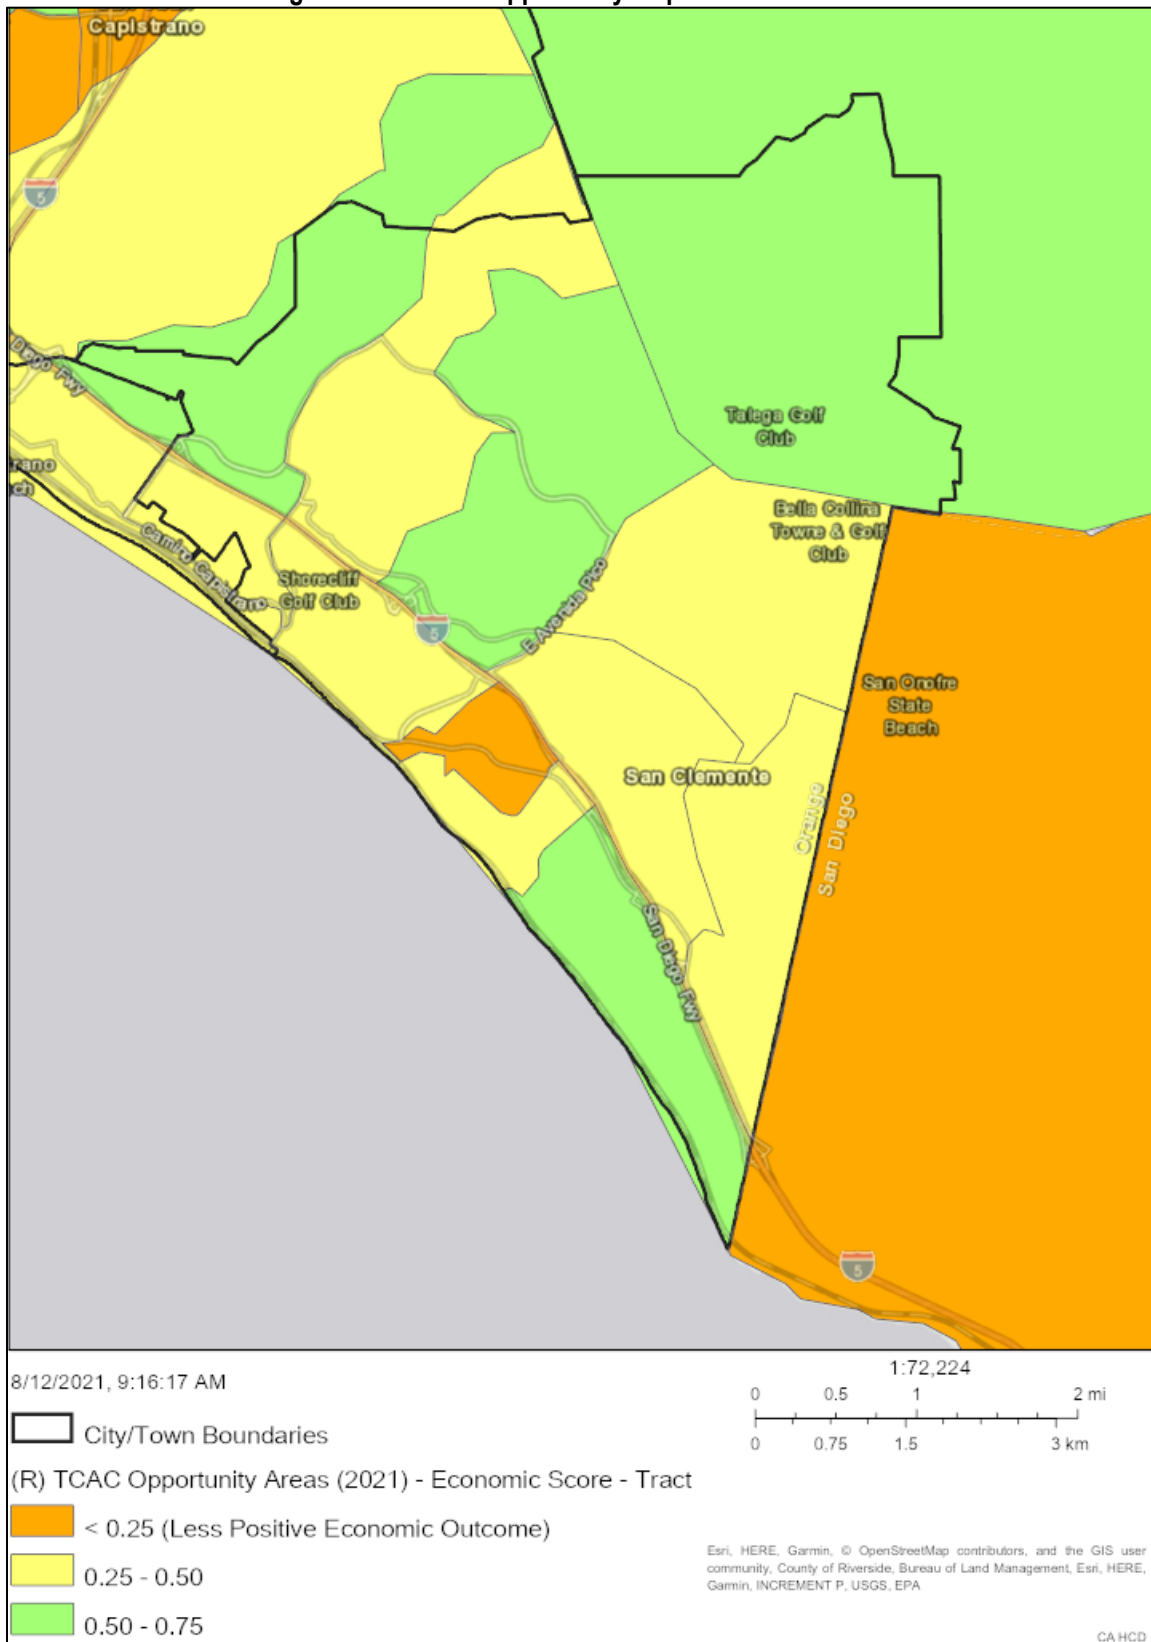 Capistrano
5
Diego Fwy
rano
ch
Camino Capistrano
Shorecliff
Golf Club
5
E Avenida Pico
Talega Golf
Club
Bella Collina
Towne & Golf
Club
San Onofre
State
Beach
San Clemente
Orange
San Diego
San Diego Fwy
5
8/12/2021, 9:16:17 AM
1:72,224
0 0.5 1 2 mi
0 0.75 1.5 3 km
City/Town Boundaries
(R) TCAC Opportunity Areas (2021) - Economic Score - Tract
< 0.25 (Less Positive Economic Outcome)
0.25 - 0.50
0.50 - 0.75
Esri, HERE, Garmin, © OpenStreetMap contributors, and the GIS user
community, County of Riverside, Bureau of Land Management, Esri, HERE,
Garmin, INCREMENT P, USGS, EPA
CA HCD